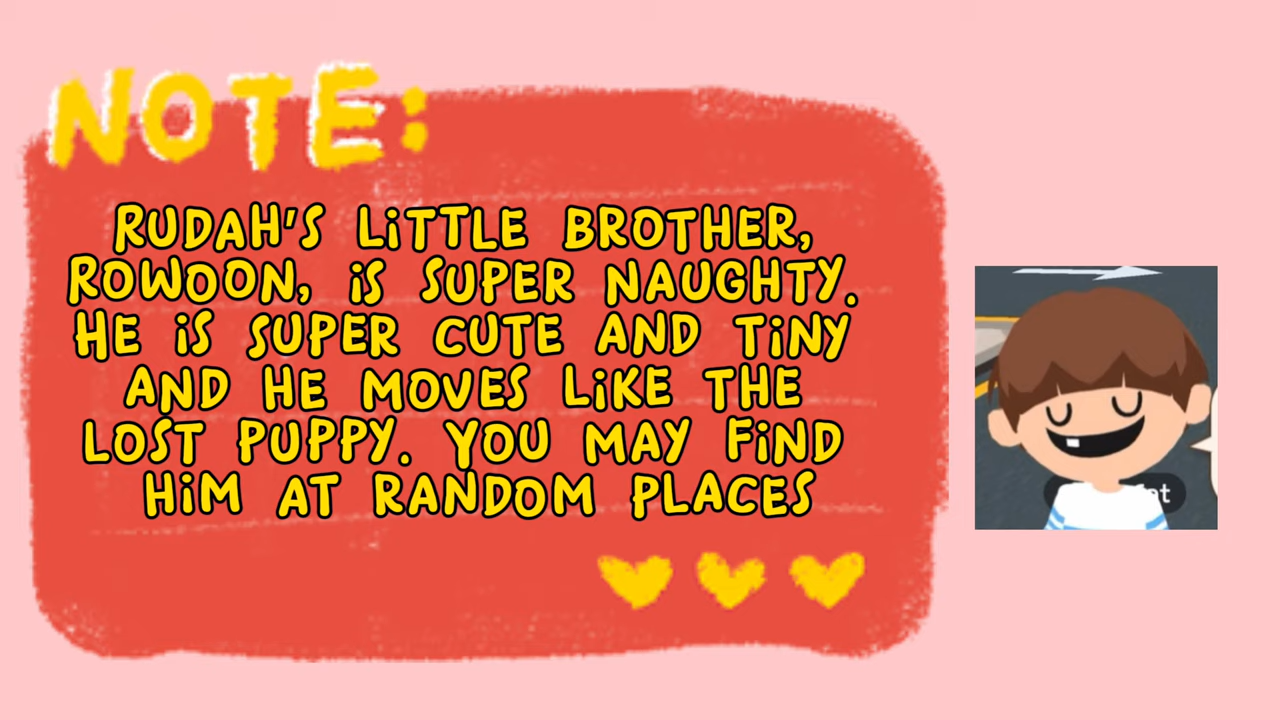 NOTE:
RUDAH'S LiTTLE BROTHER,
ROWOON, iS SUPER NAUGHTY.
HE iS SUPER CUTE AND TiNY
AND HE MOVES LiKE THE
LOST PUPPY. YOU MAY FiND
HiM AT RANDOM PLACES